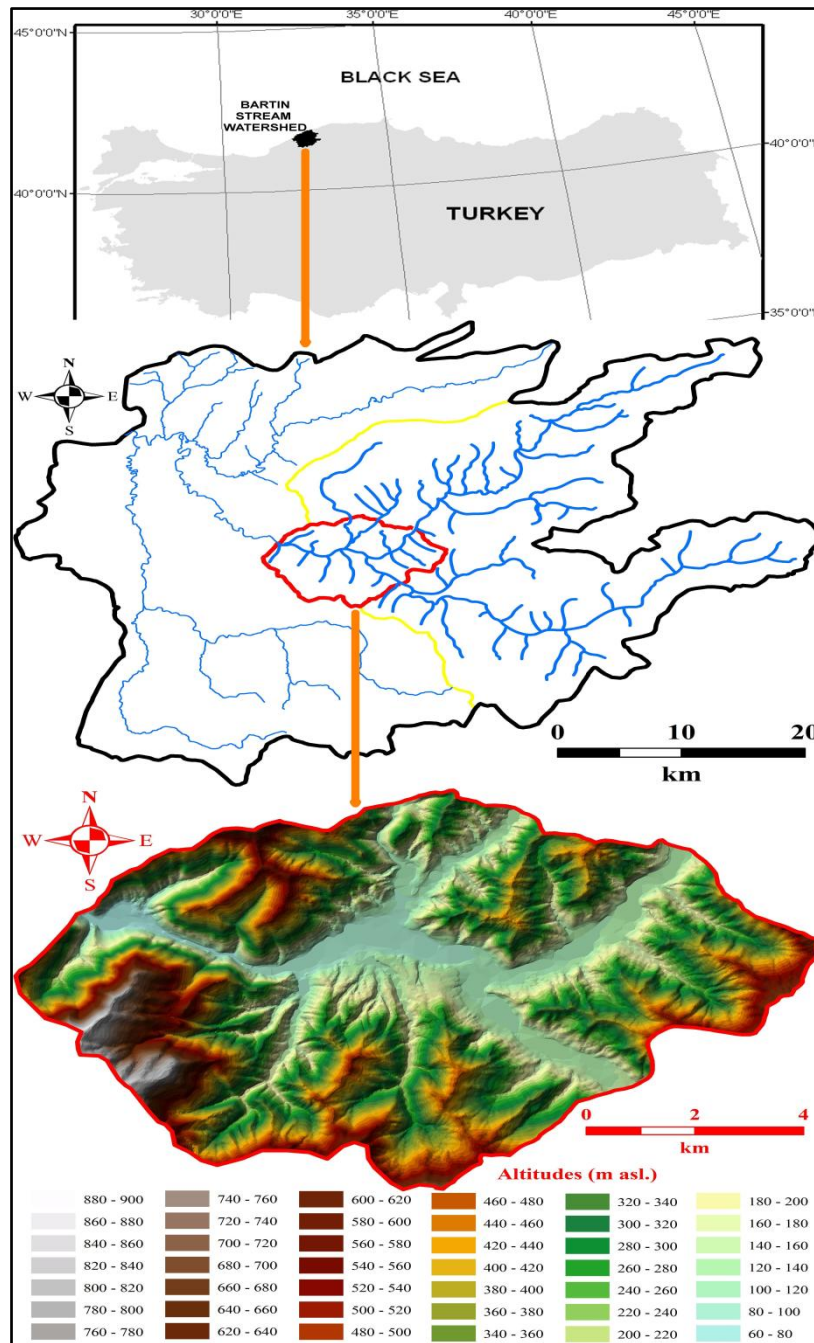 30°0'0"E 35°0'0"E 40°0'0"E 45°0'0"E
45°0'0"N
BLACK SEA
BARTIN
STREAM
WATERSHED
40°0'0"N
40°0'0"N
TURKEY
35°0'0"N
N
W E
S
0 10 20
km
N
W E
S
0 2 4
km
Altitudes (m asl.)
880 - 900 740 - 760 600 - 620 460 - 480 320 - 340 180 - 200
860 - 880 720 - 740 580 - 600 440 - 460 300 - 320 160 - 180
840 - 860 700 - 720 560 - 580 420 - 440 280 - 300 140 - 160
820 - 840 680 - 700 540 - 560 400 - 420 260 - 280 120 - 140
800 - 820 660 - 680 520 - 540 380 - 400 240 - 260 100 - 120
780 - 800 640 - 660 500 - 520 360 - 380 220 - 240 80 - 100
760 - 780 620 - 640 480 - 500 340 - 360 200 - 220 60 - 80